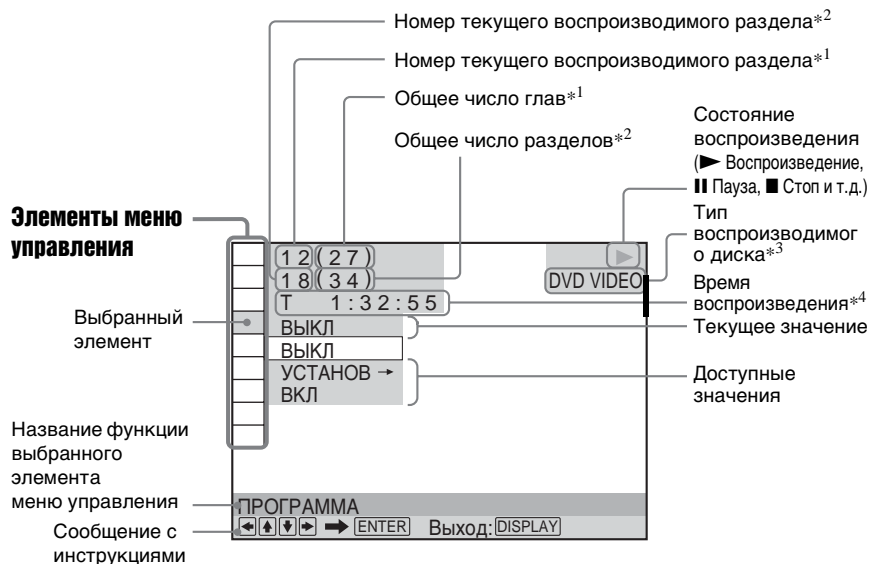 Номер текущего воспроизводимого раздела*2
Номер текущего воспроизводимого раздела*1
Общее число глав*1
Общее число разделов*2
Состояние
воспроизведения
(► Воспроизведение,
II Пауза, ■ Стоп и т.д.)
Тип
воспроизводимог
о диска*3
Время
воспроизведения*4
Текущее значение
Доступные
значения
Элементы меню
управления
Выбранный
элемент
Название функции
выбранного
элемента
меню управления
Сообщение с
инструкциями
12(27)
18(34)
T 1:32:55
►
DVD VIDEO
ВЫКЛ
ВЫКЛ
УСТАНОВ →
ВКЛ
ПРОГРАММА
←↑↓→ → ENTER Выход: DISPLAY